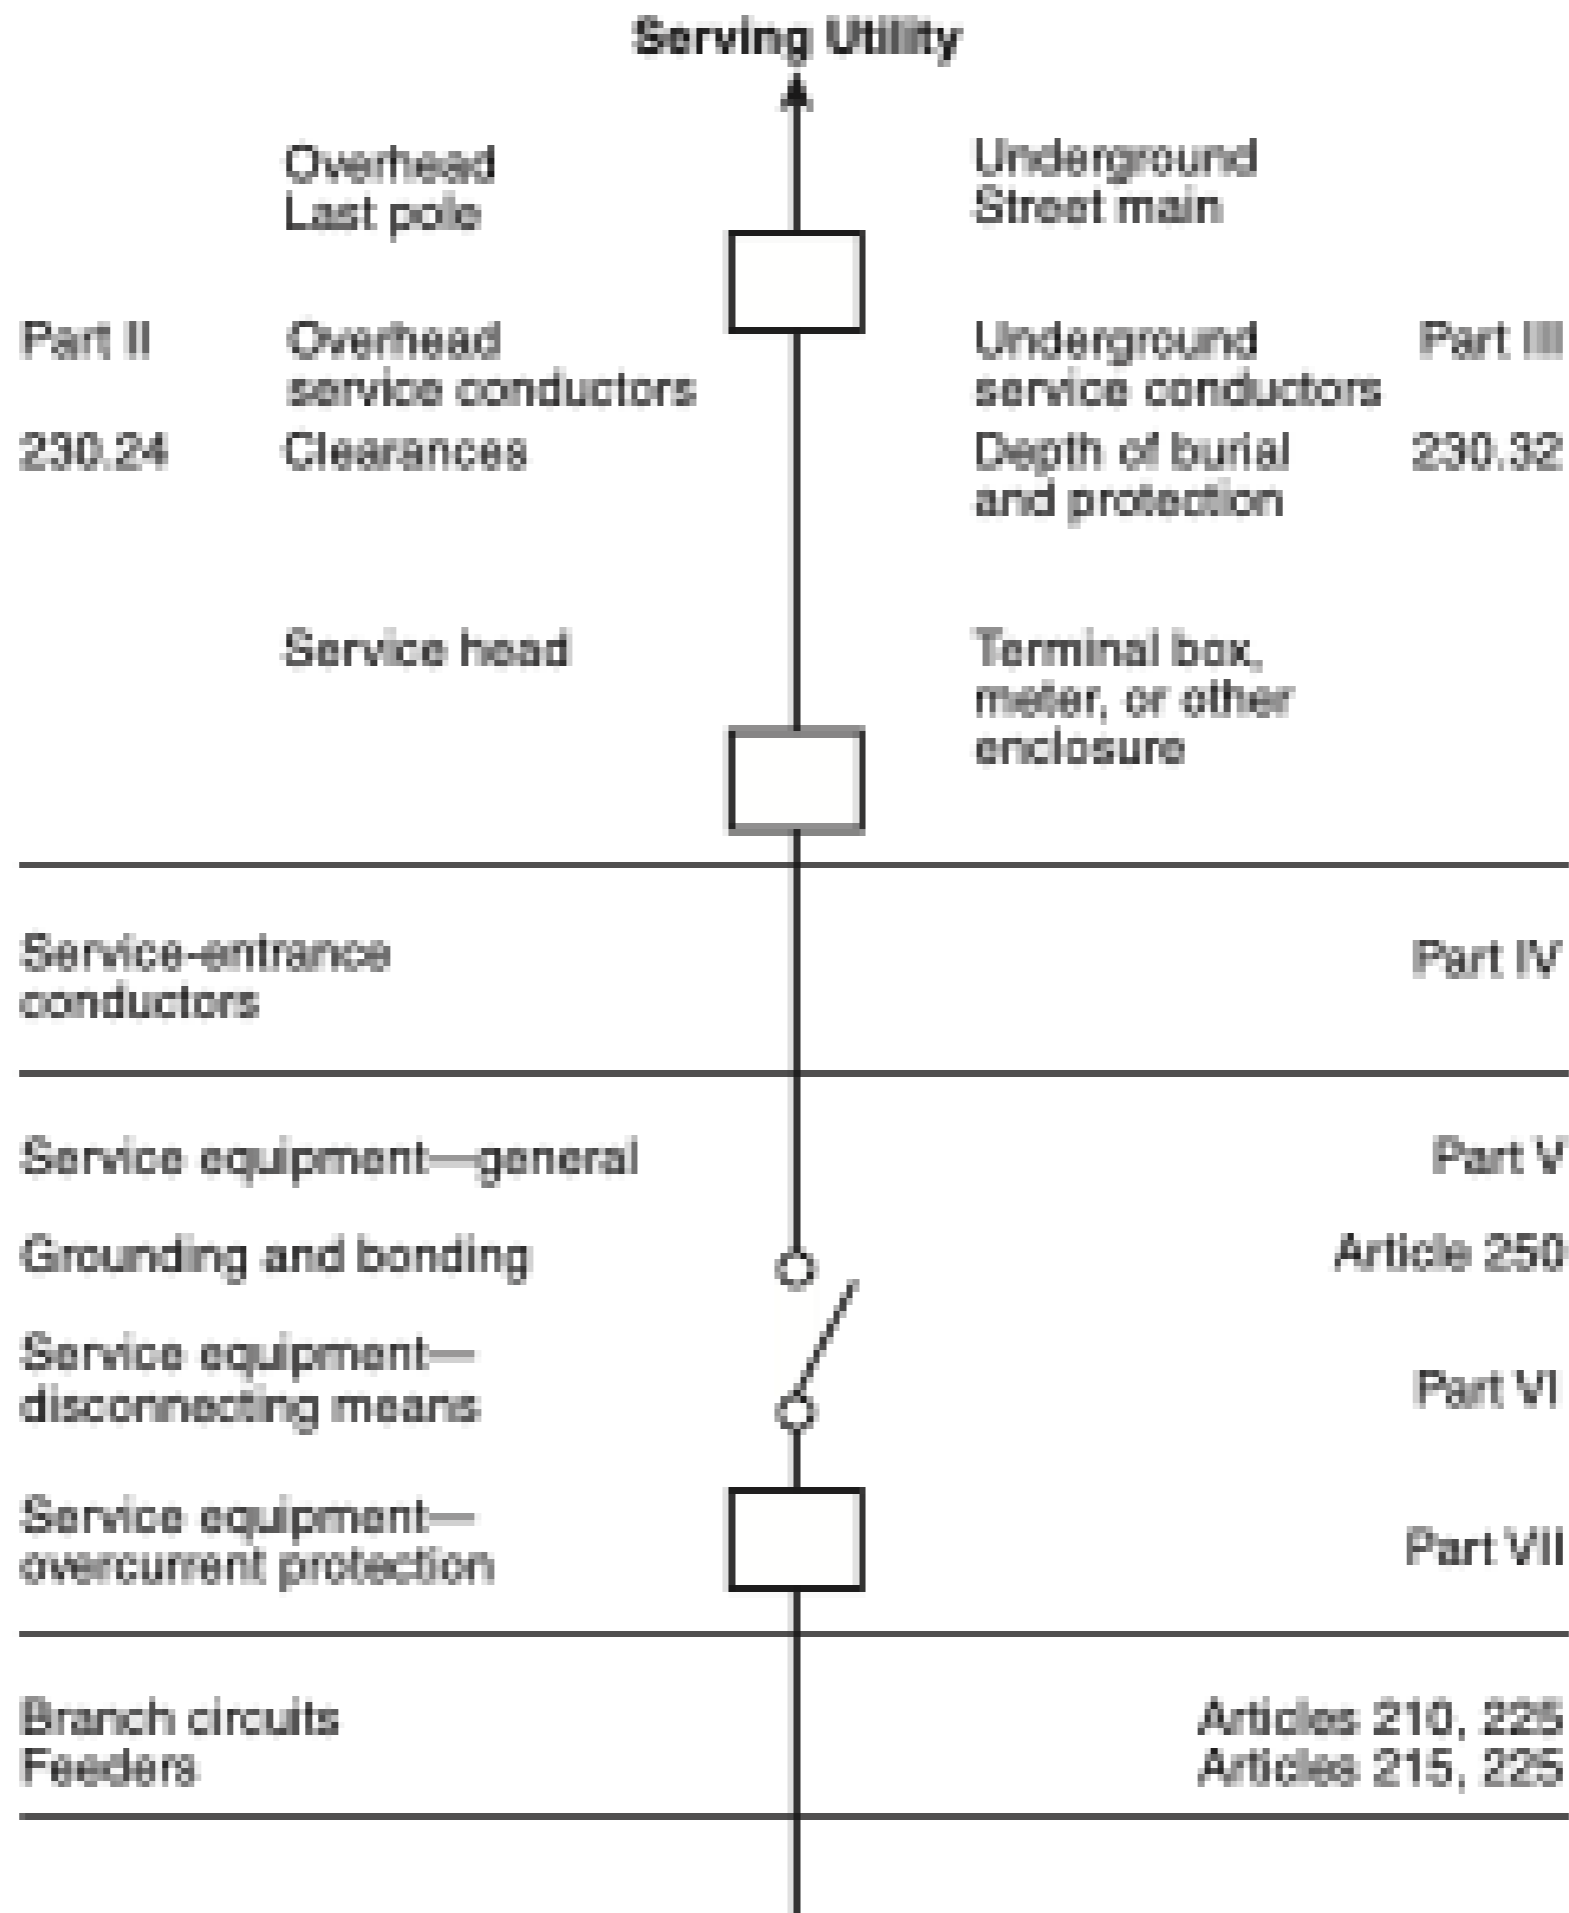 Serving Utility
Overhead
Last pole
Underground
Street main
Part II
Overhead
service conductors
Underground
service conductors
Part III
230.24
Clearances
Depth of burial
and protection
230.32
Service head
Terminal box,
meter, or other
enclosure
Service-entrance
conductors
Part IV
Service equipment—general
Part V
Grounding and bonding
Article 250
Service equipment—
disconnecting means
Part VI
Service equipment—
overcurrent protection
Part VII
Branch circuits
Articles 210, 225
Feeders
Articles 215, 225